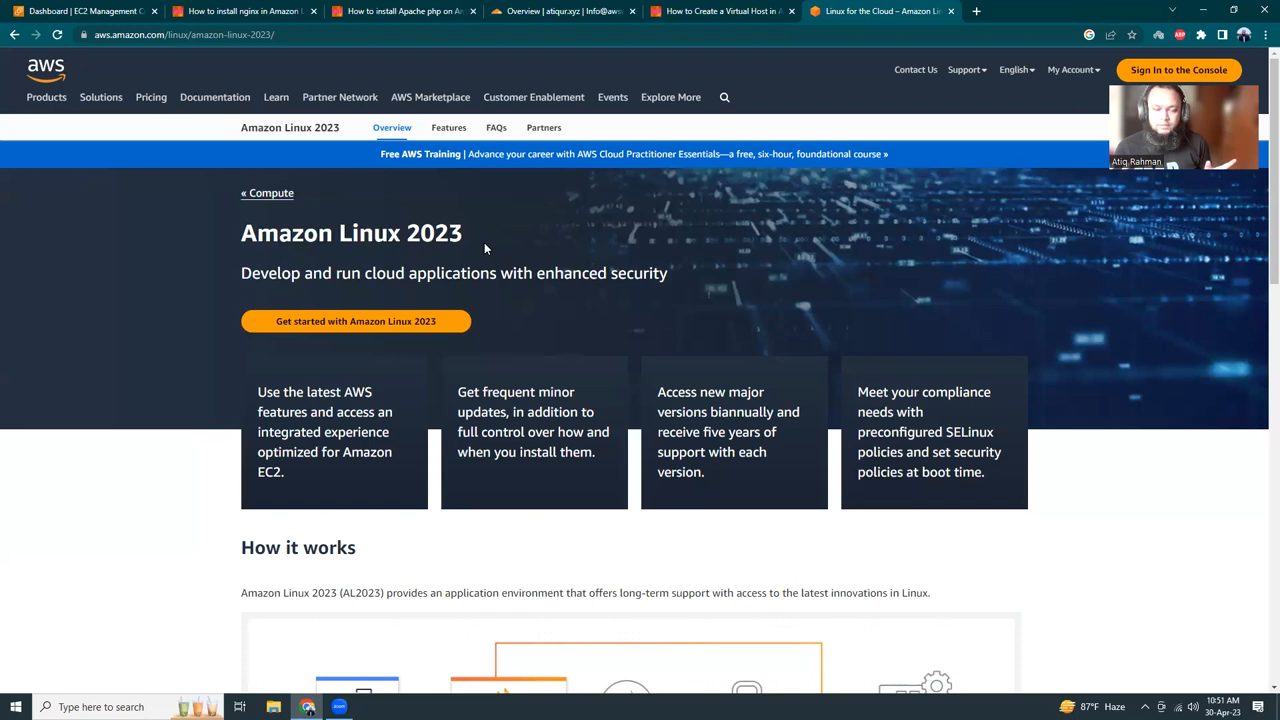 Dashboard | EC2 Management C
How to install nginx in Amazon L
How to install Apache php on Am
Overview | atiqur.xyz | Info@aws
How to Create a Virtual Host in A
Linux for the Cloud – Amazon Lin
aws.amazon.com/linux/amazon-linux-2023/
ABP
aws
Contact Us
Support
English
My Account
Sign In to the Console
Products
Solutions
Pricing
Documentation
Learn
Partner Network
AWS Marketplace
Customer Enablement
Events
Explore More
Amazon Linux 2023
Overview
Features
FAQs
Partners
Free AWS Training | Advance your career with AWS Cloud Practitioner Essentials—a free, six-hour, foundational course »
Atiq Rahman
« Compute
Amazon Linux 2023
Develop and run cloud applications with enhanced security
Get started with Amazon Linux 2023
Use the latest AWS
features and access an
integrated experience
optimized for Amazon
EC2.
Get frequent minor
updates, in addition to
full control over how and
when you install them.
Access new major
versions biannually and
receive five years of
support with each
version.
Meet your compliance
needs with
preconfigured SELinux
policies and set security
policies at boot time.
How it works
Amazon Linux 2023 (AL2023) provides an application environment that offers long-term support with access to the latest innovations in Linux.
Type here to search
zoom
87°F Haze
10:51 AM
30-Apr-23